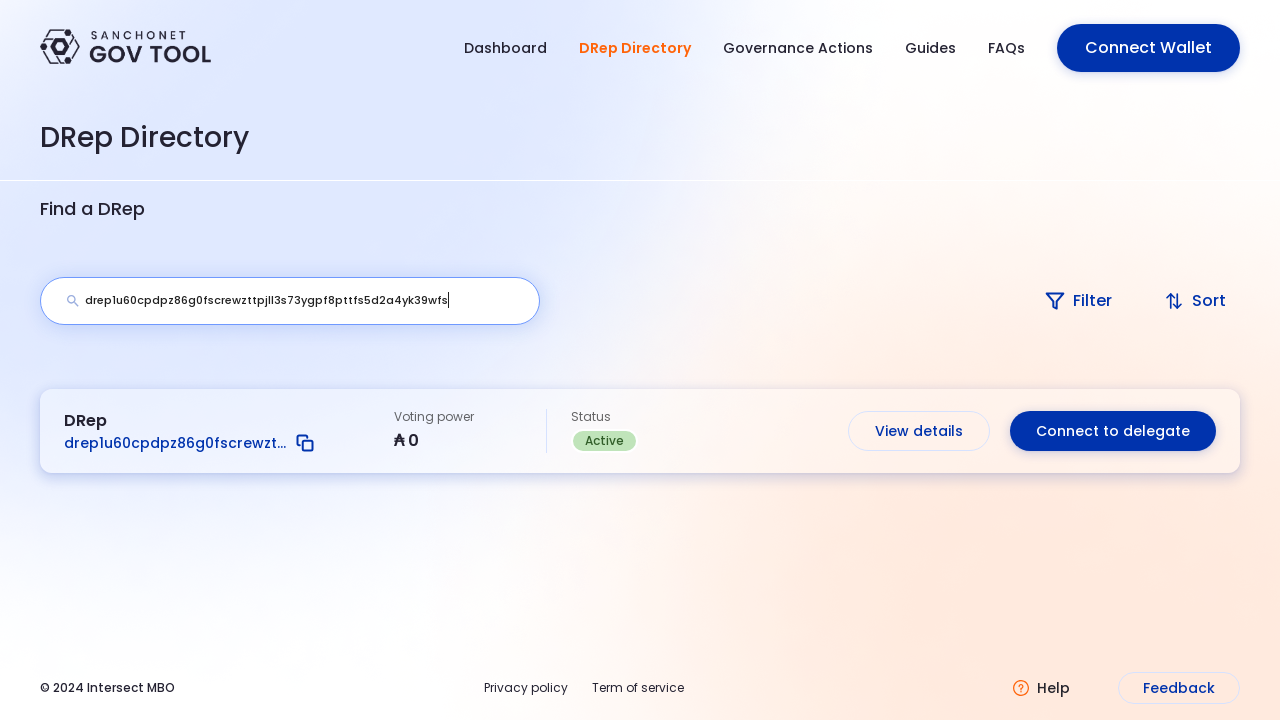 SANCHONET
GOV TOOL
Dashboard
DRep Directory
Governance Actions
Guides
FAQs
Connect Wallet
DRep Directory
Find a DRep
drep1u60cpdpz86g0fscrewzttpjll3s73ygpf8pttfs5d2a4yk39wfs
Filter
Sort
DRep
drep1u60cpdpz86g0fscrewzt...
Voting power
₳ 0
Status
Active
View details
Connect to delegate
© 2024 Intersect MBO
Privacy policy
Term of service
Help
Feedback